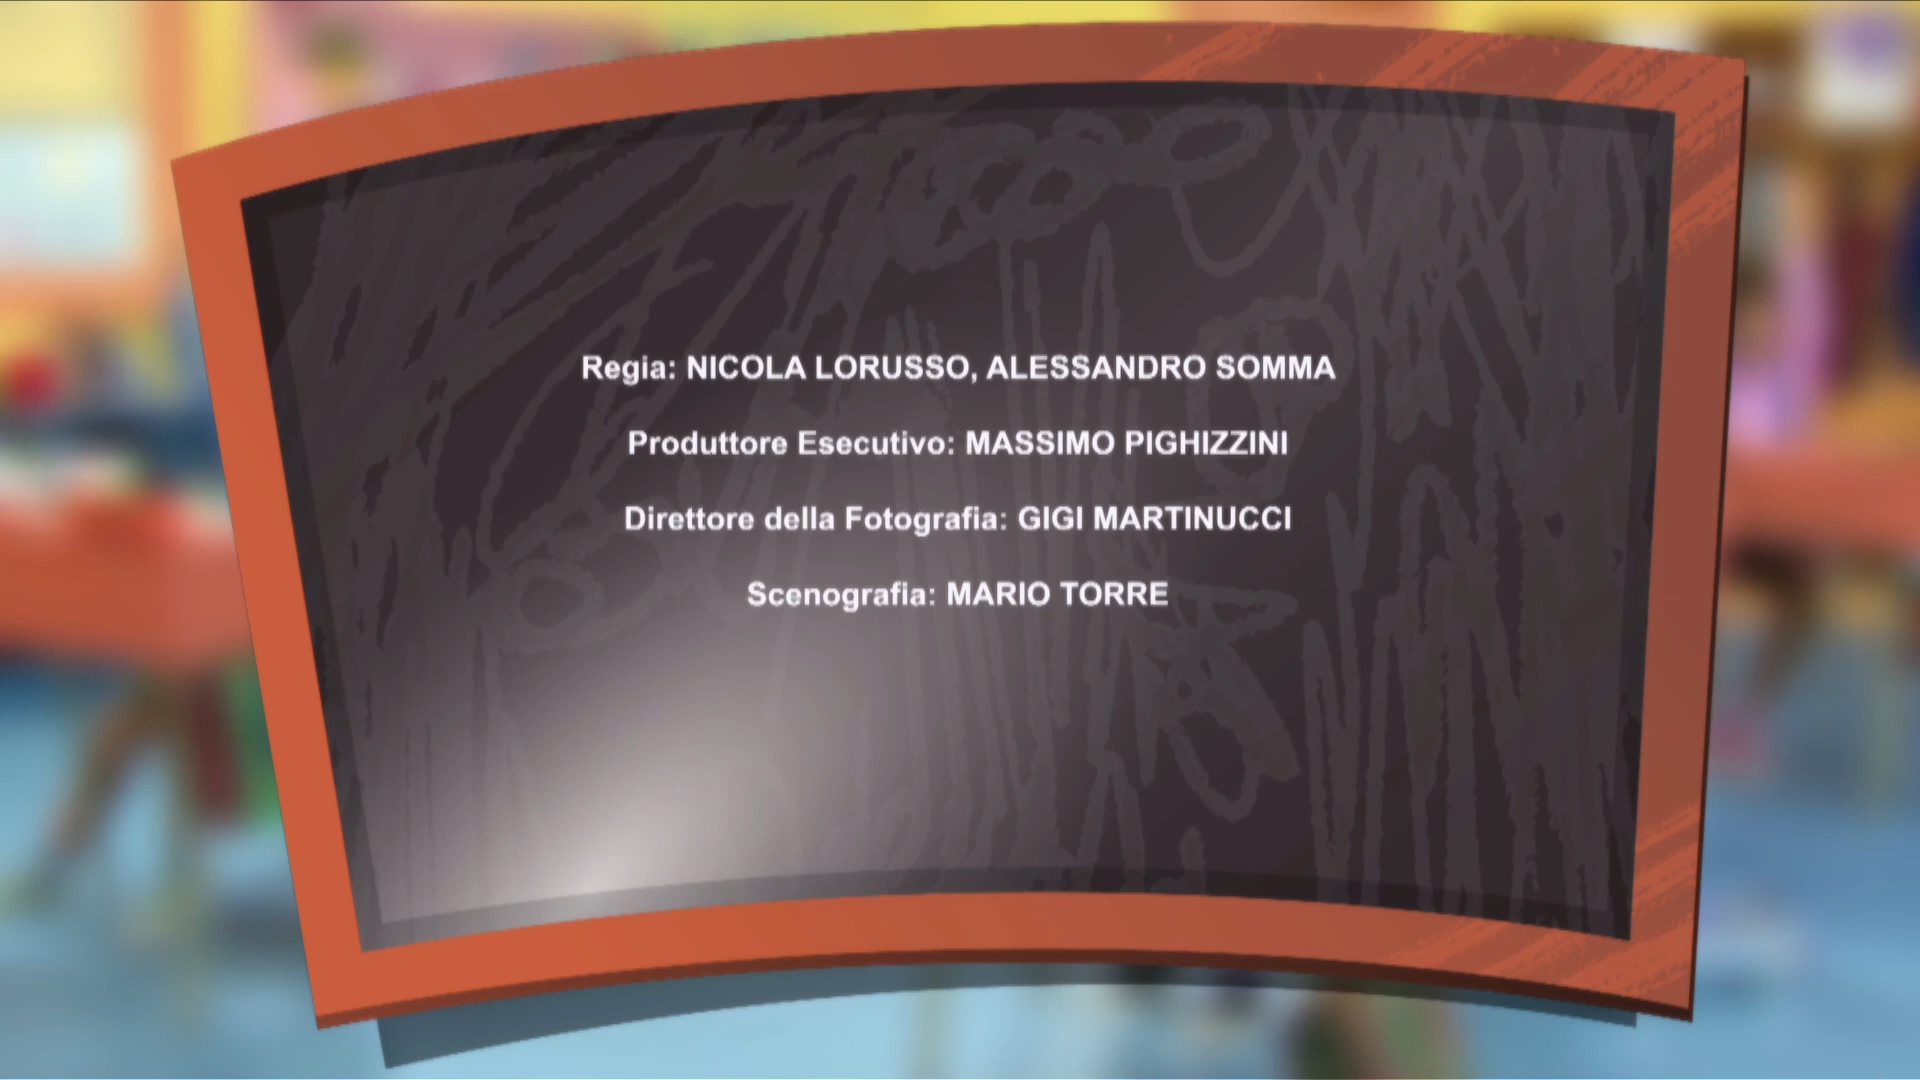 Regia: NICOLA LORUSSO, ALESSANDRO SOMMA
Produttore Esecutivo: MASSIMO PIGHIZZINI
Direttore della Fotografia: GIGI MARTINUCCI
Scenografia: MARIO TORRE